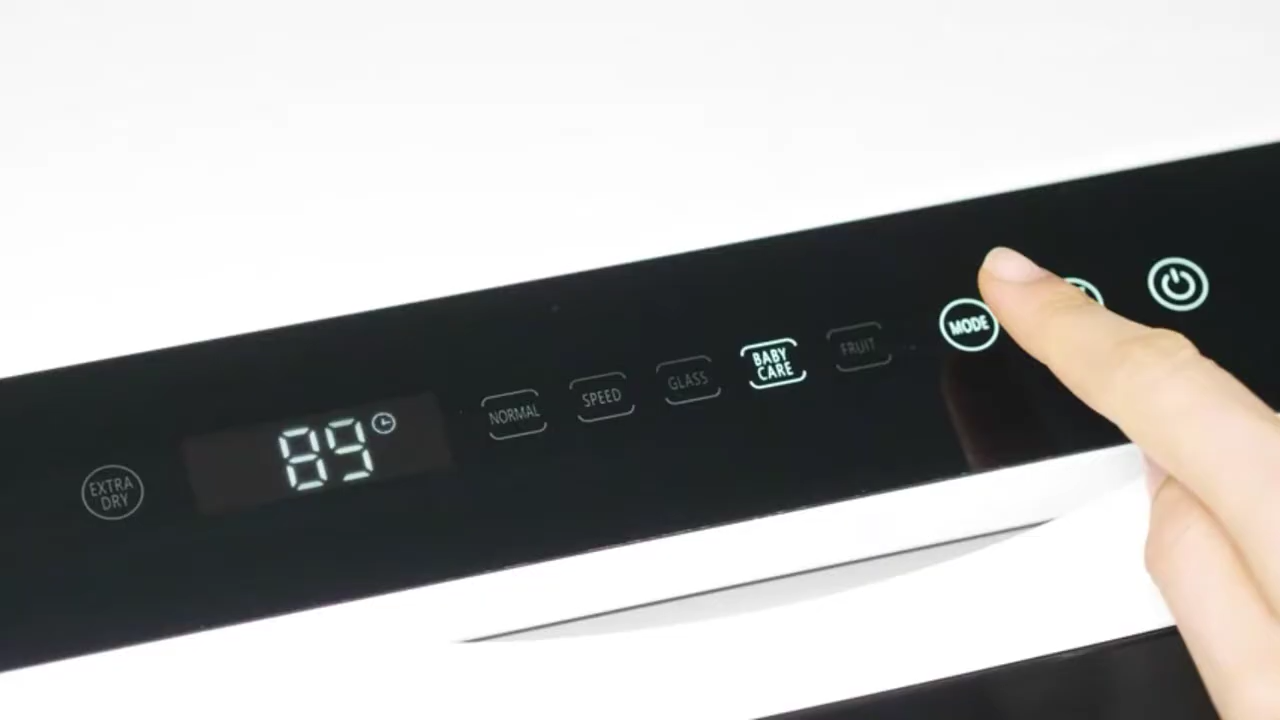 EXTRA
DRY
89
NORMAL
SPEED
GLASS
BABY
CARE
FRUIT
MODE